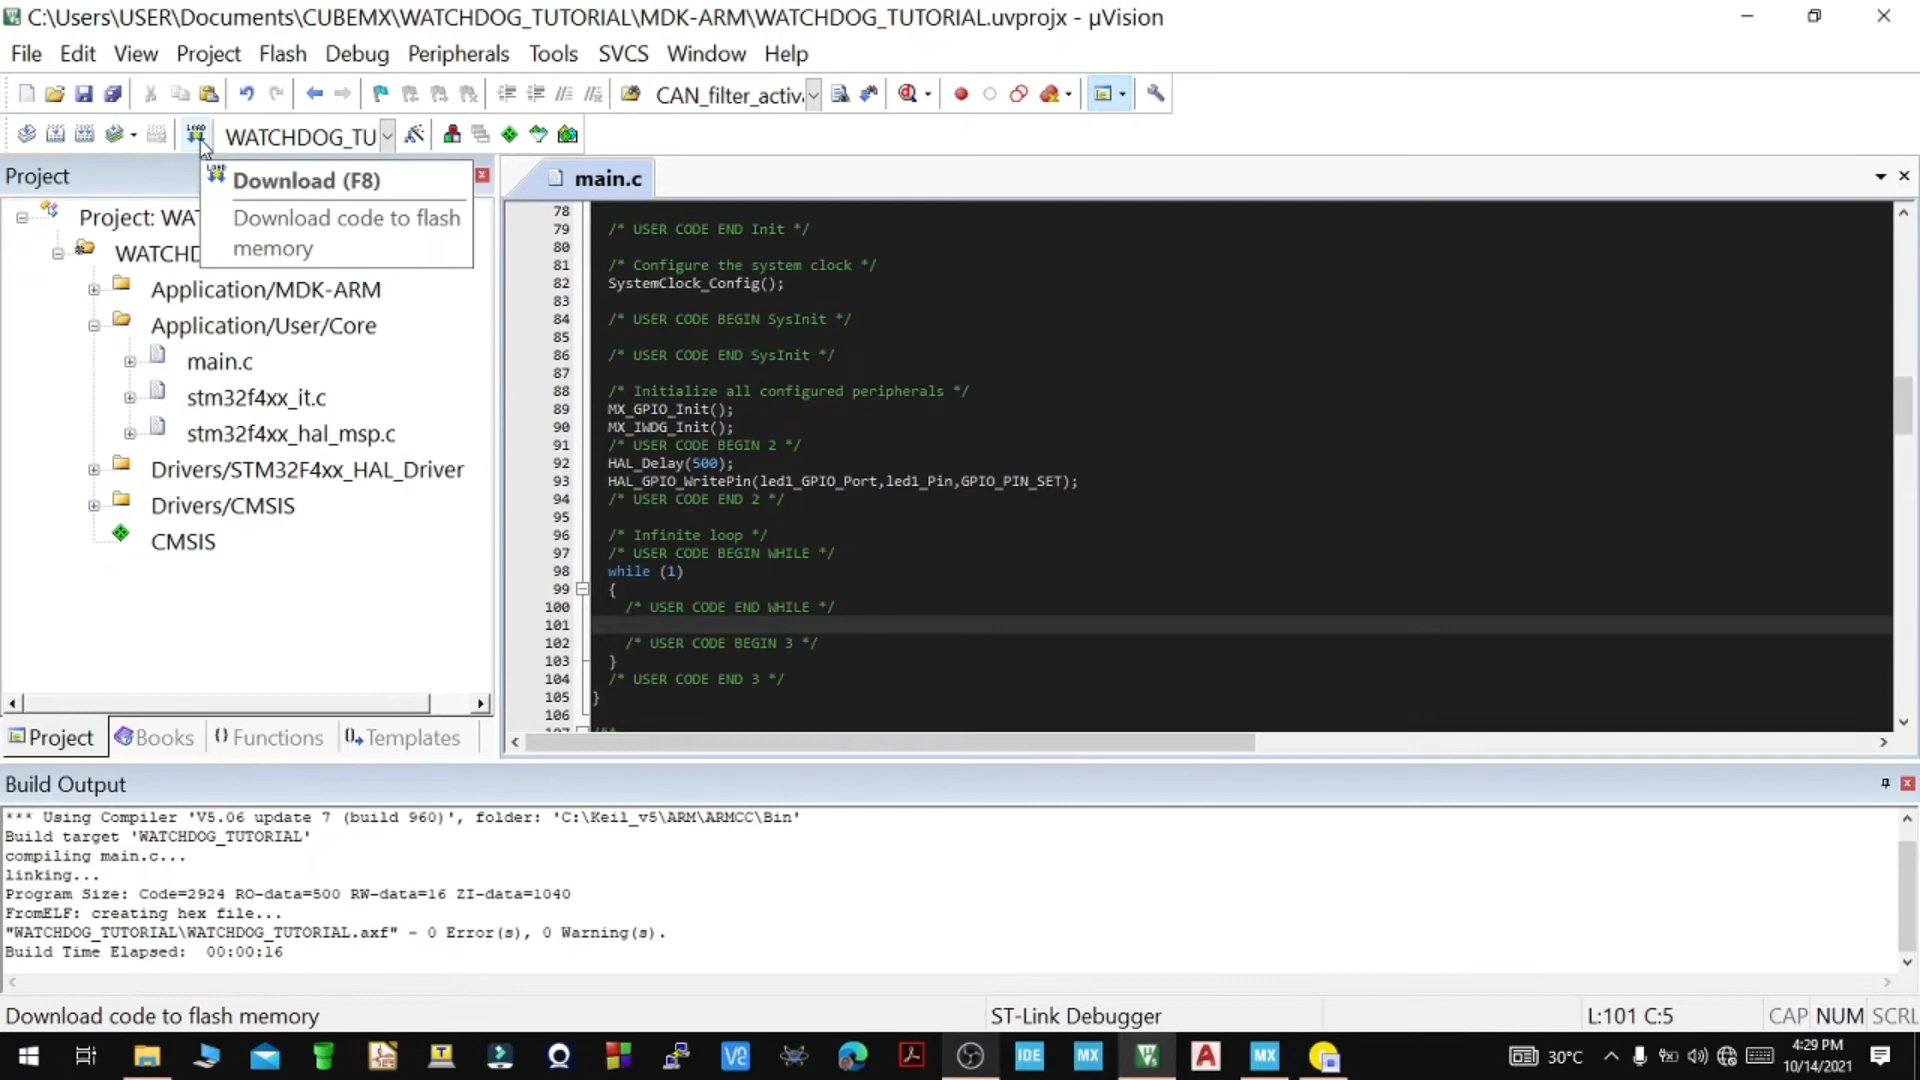 C:\Users\USER\Documents\CUBEMX\WATCHDOG_TUTORIAL\MDK-ARM\WATCHDOG_TUTORIAL.uvprojx - µVision
File Edit View Project Flash Debug Peripherals Tools SVCS Window Help
CAN_filter_activ
LOAD WATCHDOG_TU
Project
main.c
LOAD Download (F8)
Download code to flash
memory
Project: WAT
WATCHD
Application/MDK-ARM
Application/User/Core
main.c
stm32f4xx_it.c
stm32f4xx_hal_msp.c
Drivers/STM32F4xx_HAL_Driver
Drivers/CMSIS
CMSIS
Project Books Functions Templates
78
79 /* USER CODE END Init */
80
81 /* Configure the system clock */
82 SystemClock_Config();
83
84 /* USER CODE BEGIN SysInit */
85
86 /* USER CODE END SysInit */
87
88 /* Initialize all configured peripherals */
89 MX_GPIO_Init();
90 MX_IWDG_Init();
91 /* USER CODE BEGIN 2 */
92 HAL_Delay(500);
93 HAL_GPIO_WritePin(led1_GPIO_Port,led1_Pin,GPIO_PIN_SET);
94 /* USER CODE END 2 */
95
96 /* Infinite loop */
97 /* USER CODE BEGIN WHILE */
98 while (1)
99 {
100 /* USER CODE END WHILE */
101
102 /* USER CODE BEGIN 3 */
103 }
104 /* USER CODE END 3 */
105 }
106
Build Output
*** Using Compiler 'V5.06 update 7 (build 960)', folder: 'C:\Keil_v5\ARM\ARMCC\Bin'
Build target 'WATCHDOG_TUTORIAL'
compiling main.c...
linking...
Program Size: Code=2924 RO-data=500 RW-data=16 ZI-data=1040
FromELF: creating hex file...
"WATCHDOG_TUTORIAL\WATCHDOG_TUTORIAL.axf" - 0 Error(s), 0 Warning(s).
Build Time Elapsed:  00:00:16
Download code to flash memory ST-Link Debugger L:101 C:5 CAP NUM SCRL
IDE MX MX 30°C 4:29 PM
10/14/2021